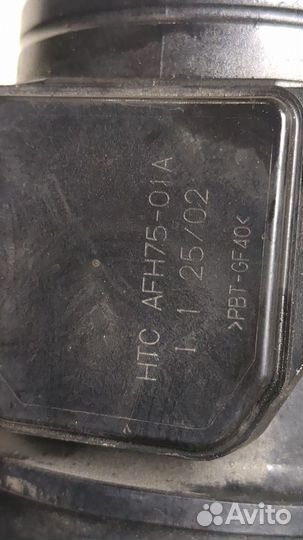 HTC AFH75-01A
1 1 25/02
>PBT-GF40<
Avito